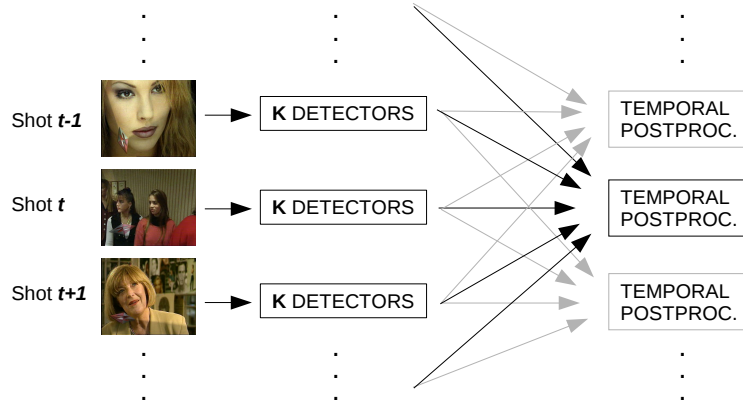 Shot t-1
K DETECTORS
TEMPORAL
POSTPROC.
Shot t
K DETECTORS
TEMPORAL
POSTPROC.
Shot t+1
K DETECTORS
TEMPORAL
POSTPROC.